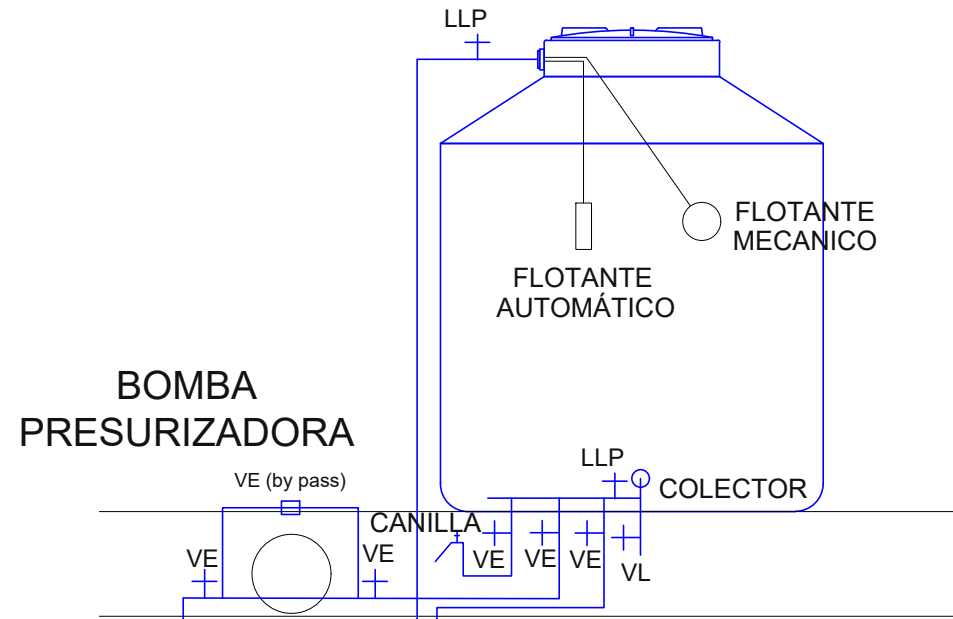 LLP
FLOTANTE
MECANICO
FLOTANTE
AUTOMÁTICO
BOMBA
PRESURIZADORA
LLP
VE (by pass)
COLECTOR
CANILLA
VE
VE
VE
VE
VE
VL